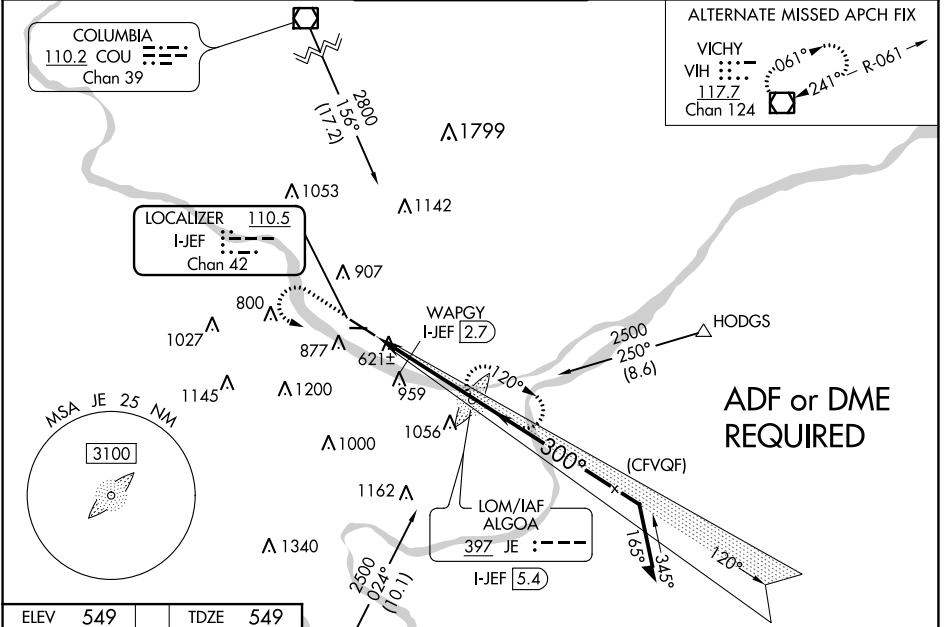 COLUMBIA
110.2 COU
Chan 39
2800
156°
(17.2)
ALTERNATE MISSED APCH FIX
VICHY
VIH
117.7
Chan 124
061°
241°
R-061
1799
1053
1142
LOCALIZER 110.5
I-JEF
Chan 42
907
800
1027
877
621±
WAPGY
I-JEF 2.7
HODGS
2500
250°
(8.6)
1145
1200
959
120°
1056
1000
ADF or DME
REQUIRED
MSA JE 25 NM
3100
300°
(CFVQF)
1162
LOM/IAF
ALGOA
397 JE
I-JEF 5.4
1340
2500
024°
(10.1)
165°
345°
120°
ELEV 549
TDZE 549